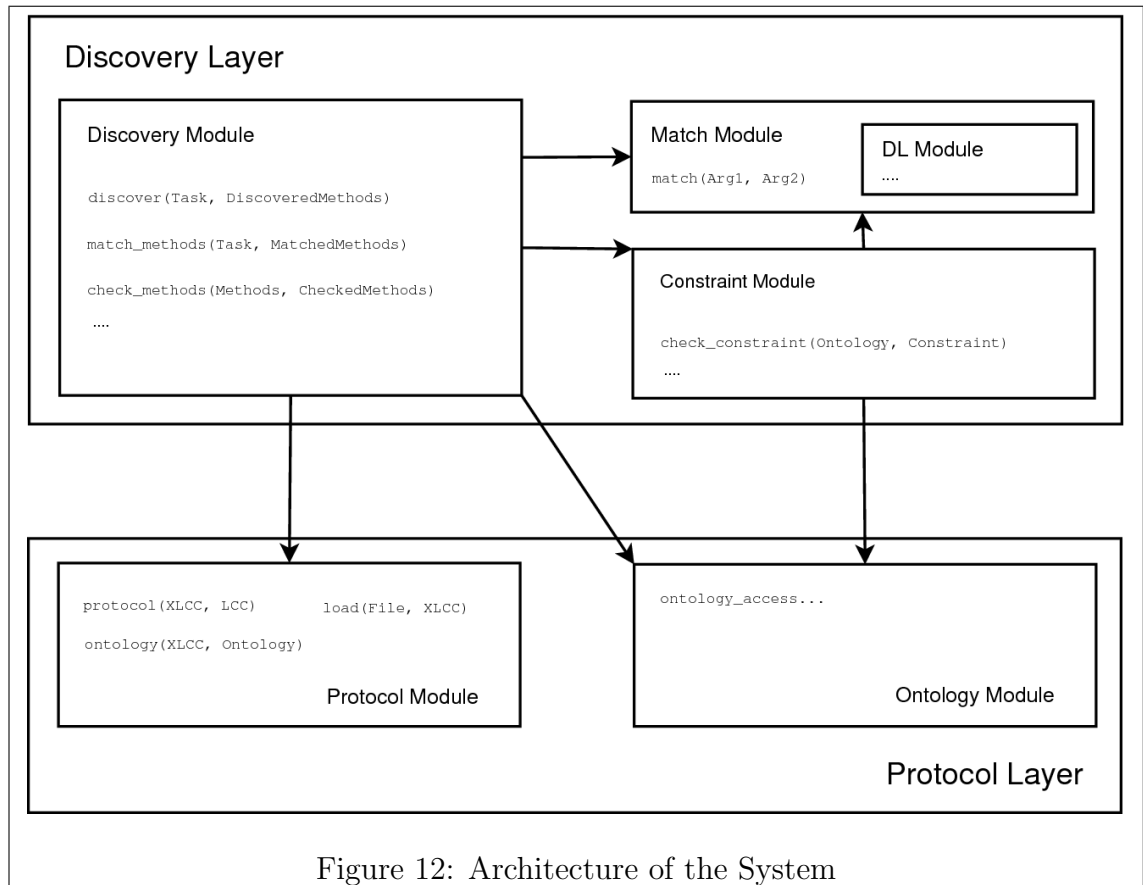 Discovery Layer
Discovery Module
discover(Task, DiscoveredMethods)
match_methods(Task, MatchedMethods)
check_methods(Methods, CheckedMethods)
....
Match Module
match(Arg1, Arg2)
DL Module
....
Constraint Module
check_constraint(Ontology, Constraint)
....
protocol(XLCC, LCC)
load(File, XLCC)
ontology(XLCC, Ontology)
Protocol Module
ontology_access...
Ontology Module
Protocol Layer
Figure 12: Architecture of the System